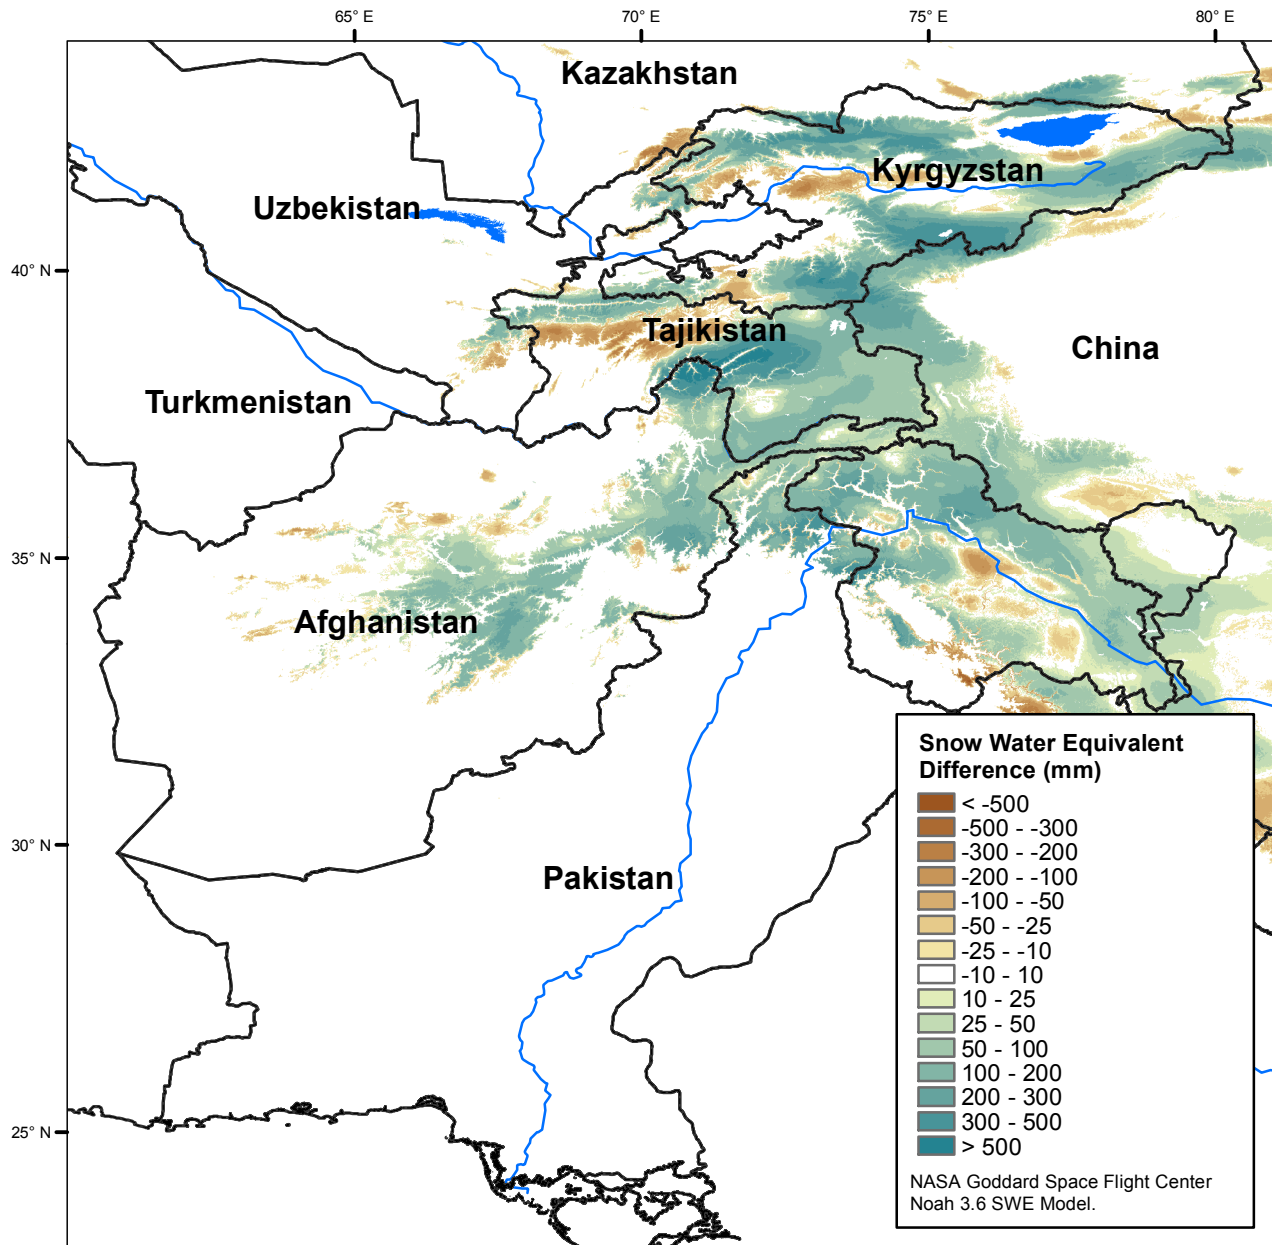 65° E
70° E
75° E
80° E
Kazakhstan
Kyrgyzstan
Uzbekistan
40° N
Tajikistan
China
Turkmenistan
35° N
Afghanistan
30° N
Pakistan
25° N
Snow Water Equivalent
Difference (mm)
< -500
-500 - -300
-300 - -200
-200 - -100
-100 - -50
-50 - -25
-25 - -10
-10 - 10
10 - 25
25 - 50
50 - 100
100 - 200
200 - 300
300 - 500
> 500
NASA Goddard Space Flight Center
Noah 3.6 SWE Model.